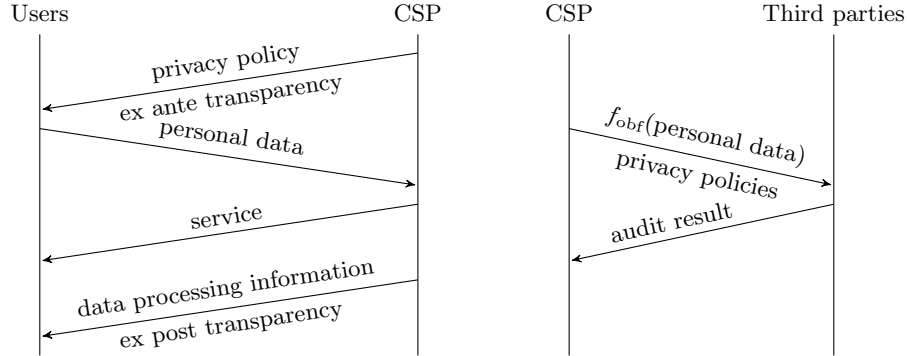 Users
CSP
privacy policy
ex ante transparency
personal data
service
data processing information
ex post transparency
CSP
Third parties
f_obf(personal data)
privacy policies
audit result